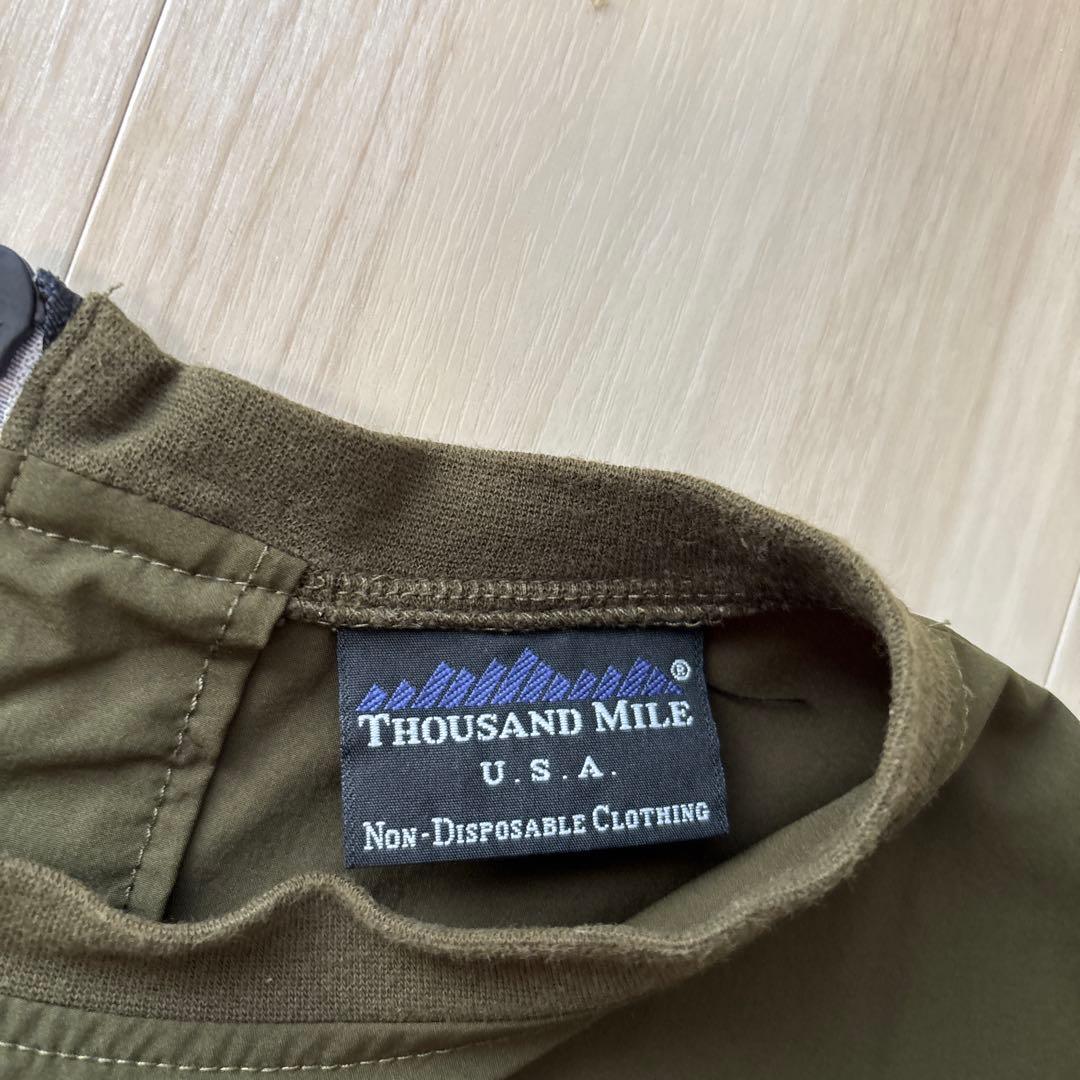 ®
THOUSAND MILE
U.S.A.
NON-DISPOSABLE CLOTHING